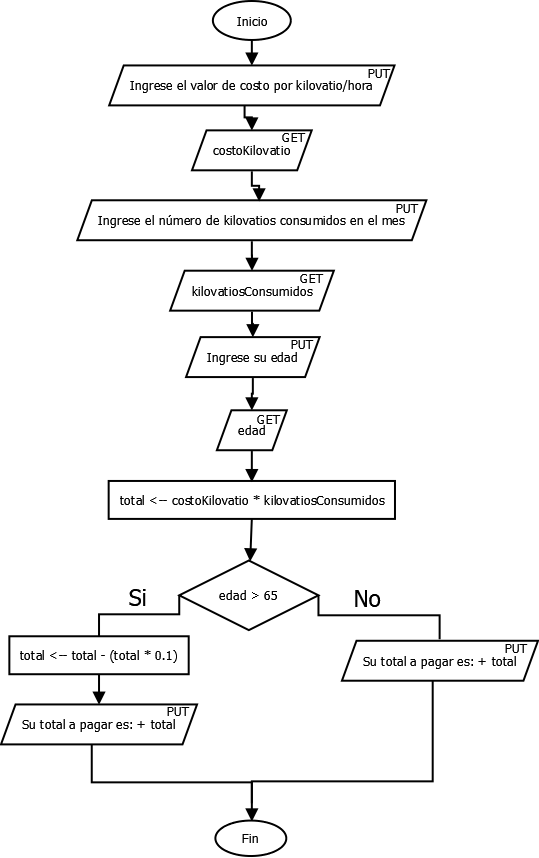 Inicio
PUT
Ingrese el valor de costo por kilovatio/hora
GET
costoKilovatio
PUT
Ingrese el número de kilovatios consumidos en el mes
GET
kilovatiosConsumidos
PUT
Ingrese su edad
GET
edad
total <-- costoKilovatio * kilovatiosConsumidos
edad > 65
Si
No
total <-- total - (total * 0.1)
PUT
Su total a pagar es: + total
PUT
Su total a pagar es: + total
Fin